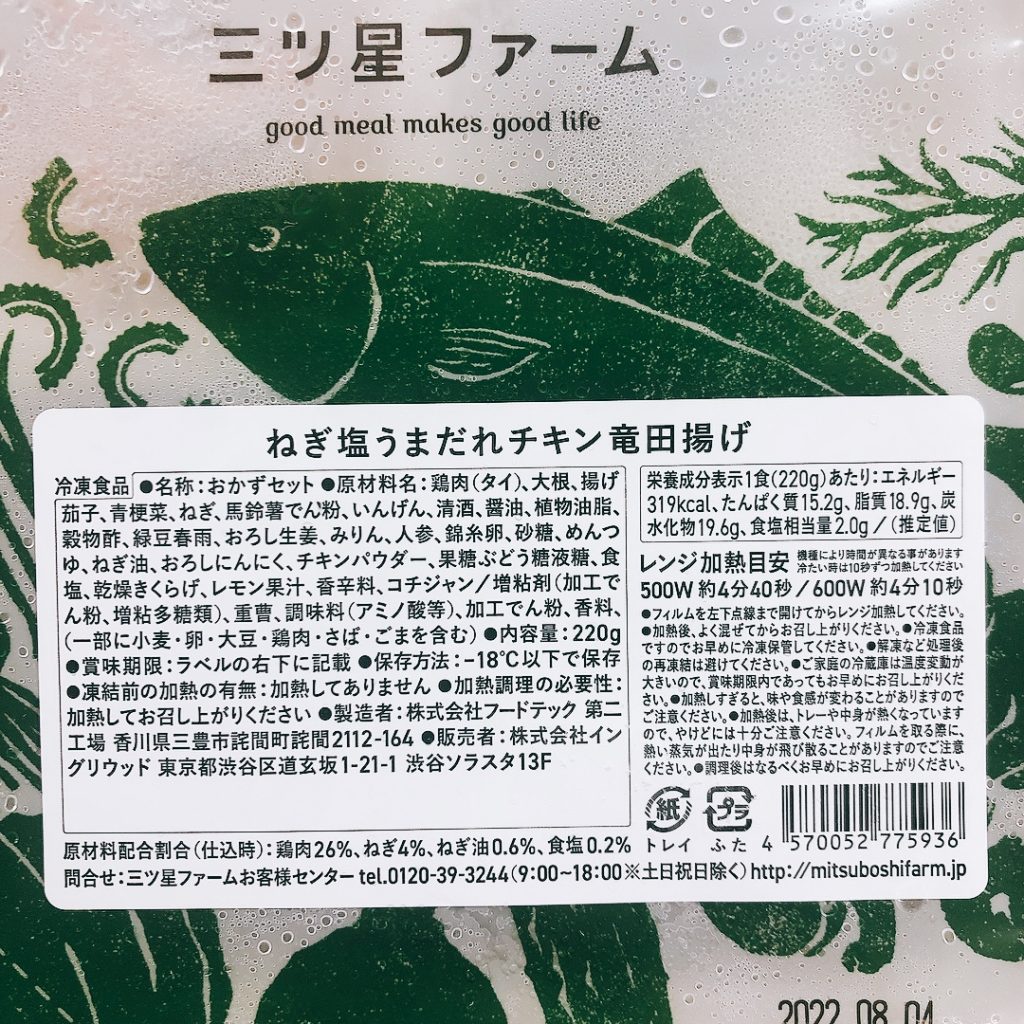 三ツ星ファーム
good meal makes good life
ねぎ塩うまだれチキン竜田揚げ
冷凍食品 ●名称：おかずセット ●原材料名：鶏肉(タイ)、大根、揚げ
茄子、青梗菜、ねぎ、馬鈴薯でん粉、いんげん、清酒、醤油、植物油脂、
穀物酢、緑豆春雨、おろし生姜、みりん、人参、錦糸卵、砂糖、めんつ
ゆ、ねぎ油、おろしにんにく、チキンパウダー、果糖ぶどう糖液糖、食
塩、乾燥きくらげ、レモン果汁、香辛料、コチジャン/増粘剤(加工で
ん粉、増粘多糖類)、重曹、調味料(アミノ酸等)、加工でん粉、香料、
(一部に小麦・卵・大豆・鶏肉・さば・ごまを含む) ●内容量：220g
●賞味期限：ラベルの右下に記載 ●保存方法：-18℃以下で保存
●凍結前の加熱の有無：加熱してありません ●加熱調理の必要性：
加熱してお召し上がりください ●製造者：株式会社フードテック 第二
工場 香川県三豊市詫間町詫間2112-164 ●販売者：株式会社イン
グリウッド 東京都渋谷区道玄坂1-21-1 渋谷ソラスタ13F
栄養成分表示1食(220g)あたり：エネルギー
319kcal、たんぱく質15.2g、脂質18.9g、炭
水化物19.6g、食塩相当量2.0g/(推定値)
レンジ加熱目安 機種により時間が異なる事があります
冷たい時は10秒ずつ加熱してください
500W 約4分40秒/600W 約4分10秒
●フィルムを左下点線まで開けてからレンジ加熱してください。
●加熱後、よく混ぜてからお召し上がりください。●冷凍食品
ですのでお早めに冷凍保管してください。●解凍など処理後
の再凍結は避けてください。●ご家庭の冷蔵庫は温度変動が
大きいので、賞味期限内であってもお早めにお召し上がりくだ
さい。●加熱しすぎると、味や食感が変わることがありますので
ご注意ください。●加熱後は、トレーや中身が熱くなっています
ので、やけどには十分ご注意ください。フィルムを取る際に、
熱い蒸気が出たり中身が飛び散ることがありますのでご注意
ください。●調理後はなるべくお早めにお召し上がりください。
紙 プラ
トレイ ふた 4 570052 775936
原材料配合割合(仕込時)：鶏肉26%、ねぎ4%、ねぎ油0.6%、食塩0.2%
問合せ：三ツ星ファームお客様センター tel.0120-39-3244(9:00~18:00※土日祝日除く) http://mitsuboshifarm.jp
2022.08.04